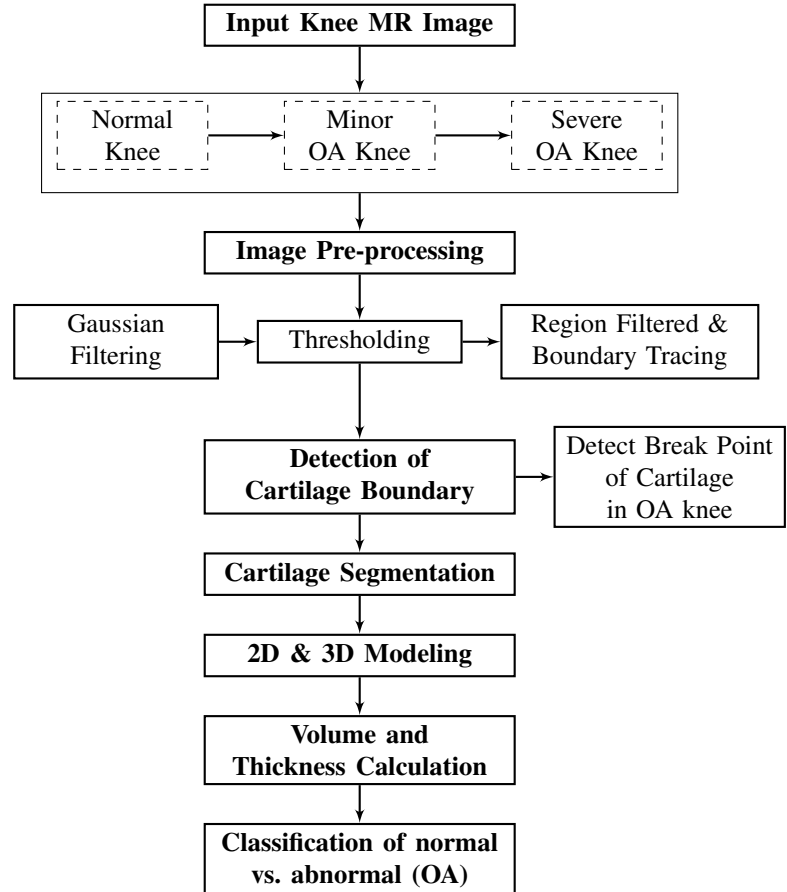 Input Knee MR Image
Normal
Knee
Minor
OA Knee
Severe
OA Knee
Image Pre-processing
Gaussian
Filtering
Thresholding
Region Filtered &
Boundary Tracing
Detection of
Cartilage Boundary
Detect Break Point
of Cartilage
in OA knee
Cartilage Segmentation
2D & 3D Modeling
Volume and
Thickness Calculation
Classification of normal
vs. abnormal (OA)